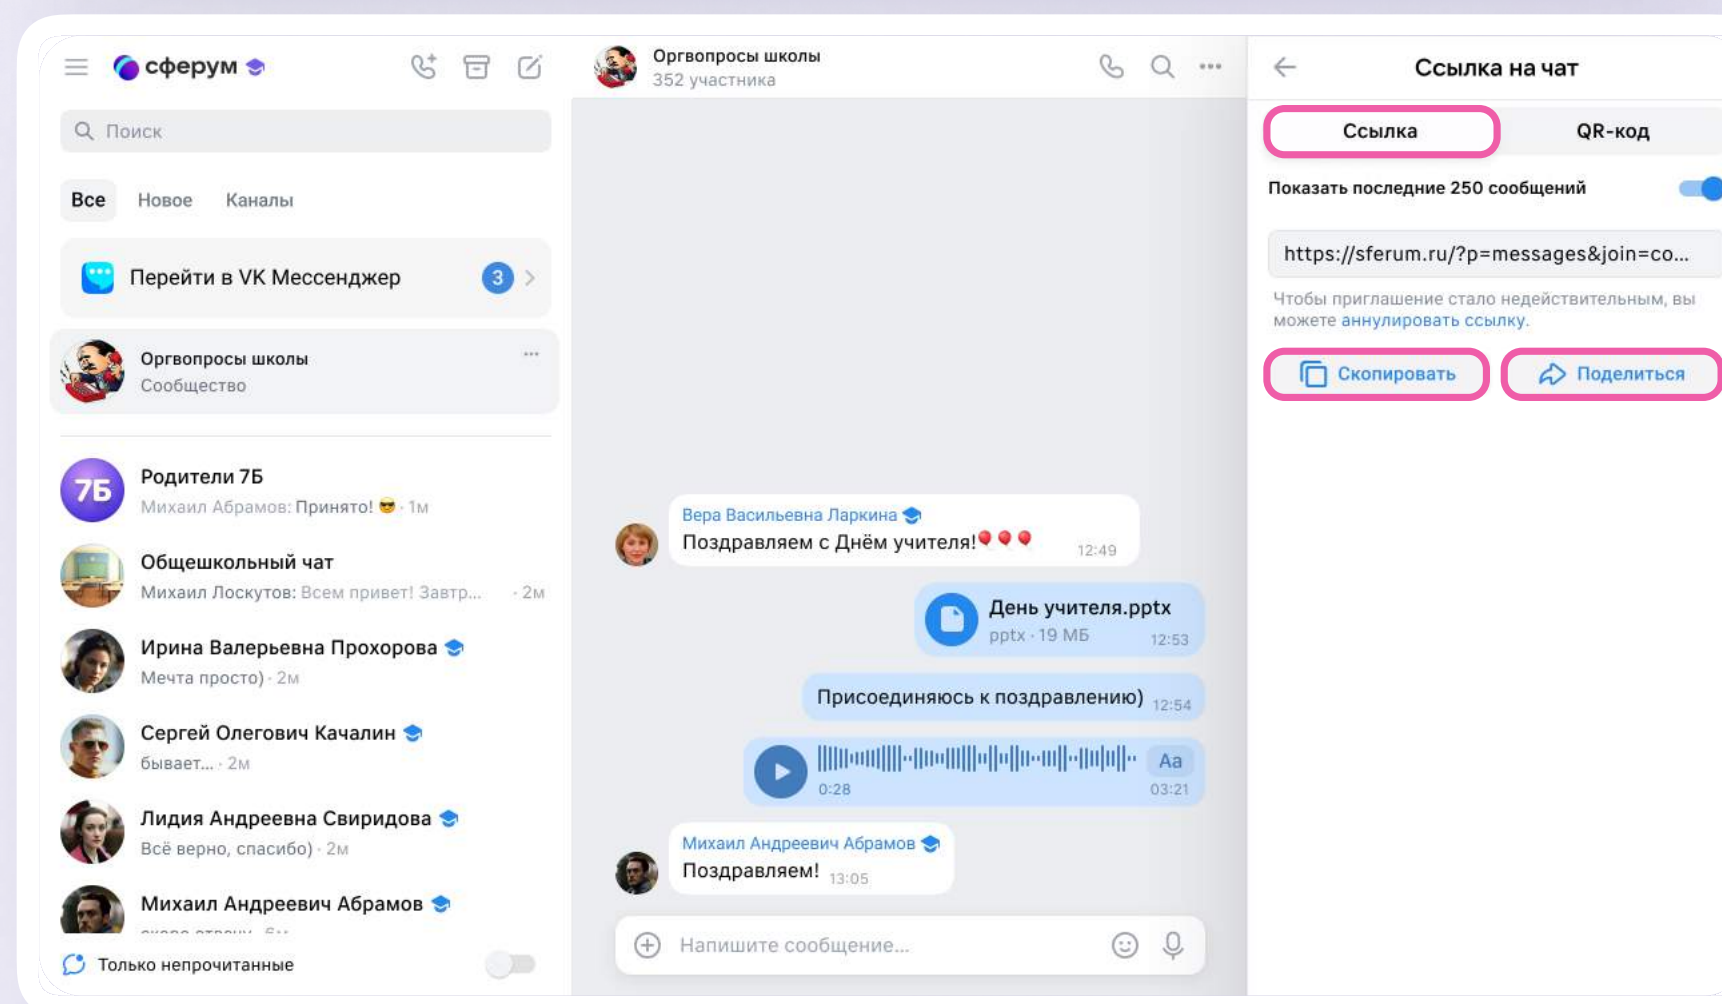 сферум
Поиск
Все Новое Каналы
Перейти в VK Мессенджер 3
Оргвопросы школы
Сообщество
7Б
Родители 7Б
Михаил Абрамов: Принято! 😎 · 1м
Общешкольный чат
Михаил Лоскутов: Всем привет! Завтр... · 2м
Ирина Валерьевна Прохорова
Мечта просто) · 2м
Сергей Олегович Качалин
бывает... · 2м
Лидия Андреевна Свиридова
Всё верно, спасибо) · 2м
Михаил Андреевич Абрамов
Только непрочитанные
Оргвопросы школы
352 участника
Вера Васильевна Ларкина
Поздравляем с Днём учителя!🎈🎈🎈 12:49
День учителя.pptx
pptx · 19 МБ 12:53
Присоединяюсь к поздравлению) 12:54
Aa
0:28 03:21
Михаил Андреевич Абрамов
Поздравляем! 13:05
Напишите сообщение...
Ссылка на чат
Ссылка QR-код
Показать последние 250 сообщений
https://sferum.ru/?p=messages&join=co...
Чтобы приглашение стало недействительным, вы
можете аннулировать ссылку.
Скопировать Поделиться